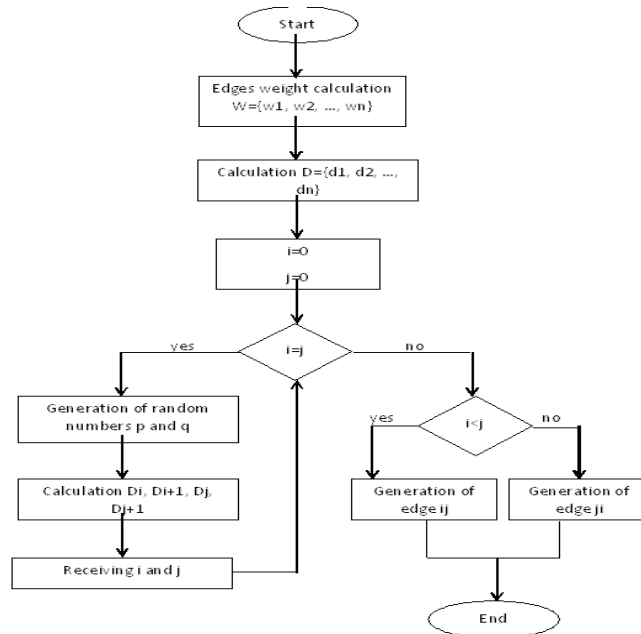 Start
Edges weight calculation
W={w1, w2, ..., wn}
Calculation D={d1, d2, ...,
dn}
i=0
j=0
i=j
yes
no
Generation of random
numbers p and q
i<j
yes
no
Calculation Di, Di+1, Dj,
Dj+1
Generation of
edge ij
Generation of
edge ji
Receiving i and j
End